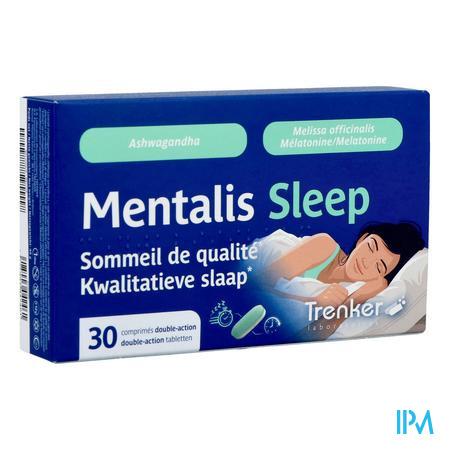 Ashwagandha
Melissa officinalis
Mélatonine/Melatonine
Mentalis Sleep
Sommeil de qualité
Kwalitatieve slaap*
30 comprimés double-action
double-action tabletten
Trenker
laboratories
IPM